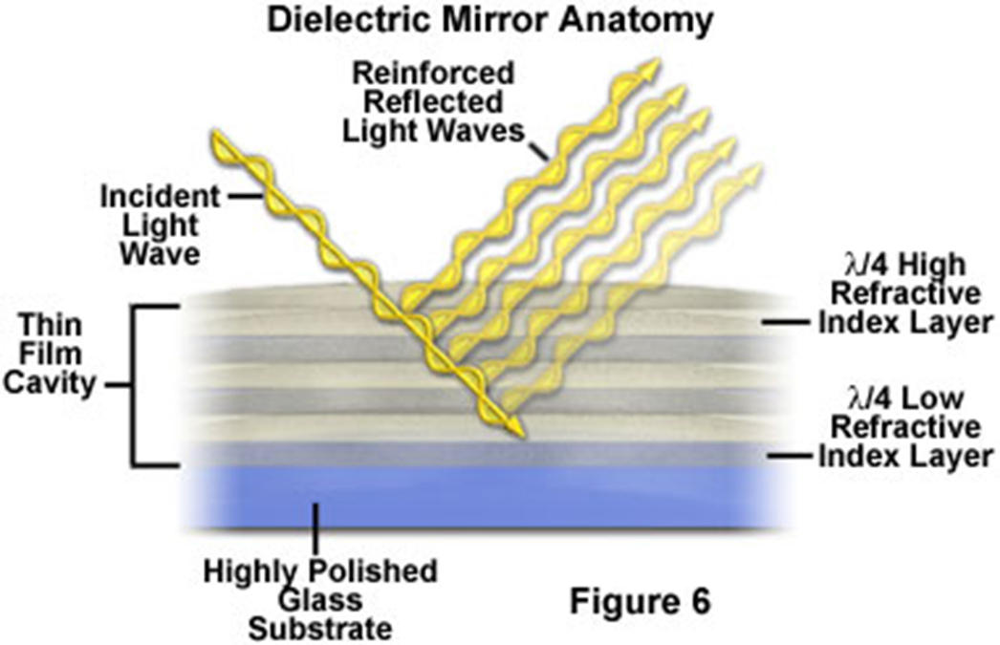 Dielectric Mirror Anatomy
Reinforced
Reflected
Light Waves
Incident
Light
Wave
λ/4 High
Refractive
Index Layer
Thin
Film
Cavity
λ/4 Low
Refractive
Index Layer
Highly Polished
Glass
Substrate
Figure 6